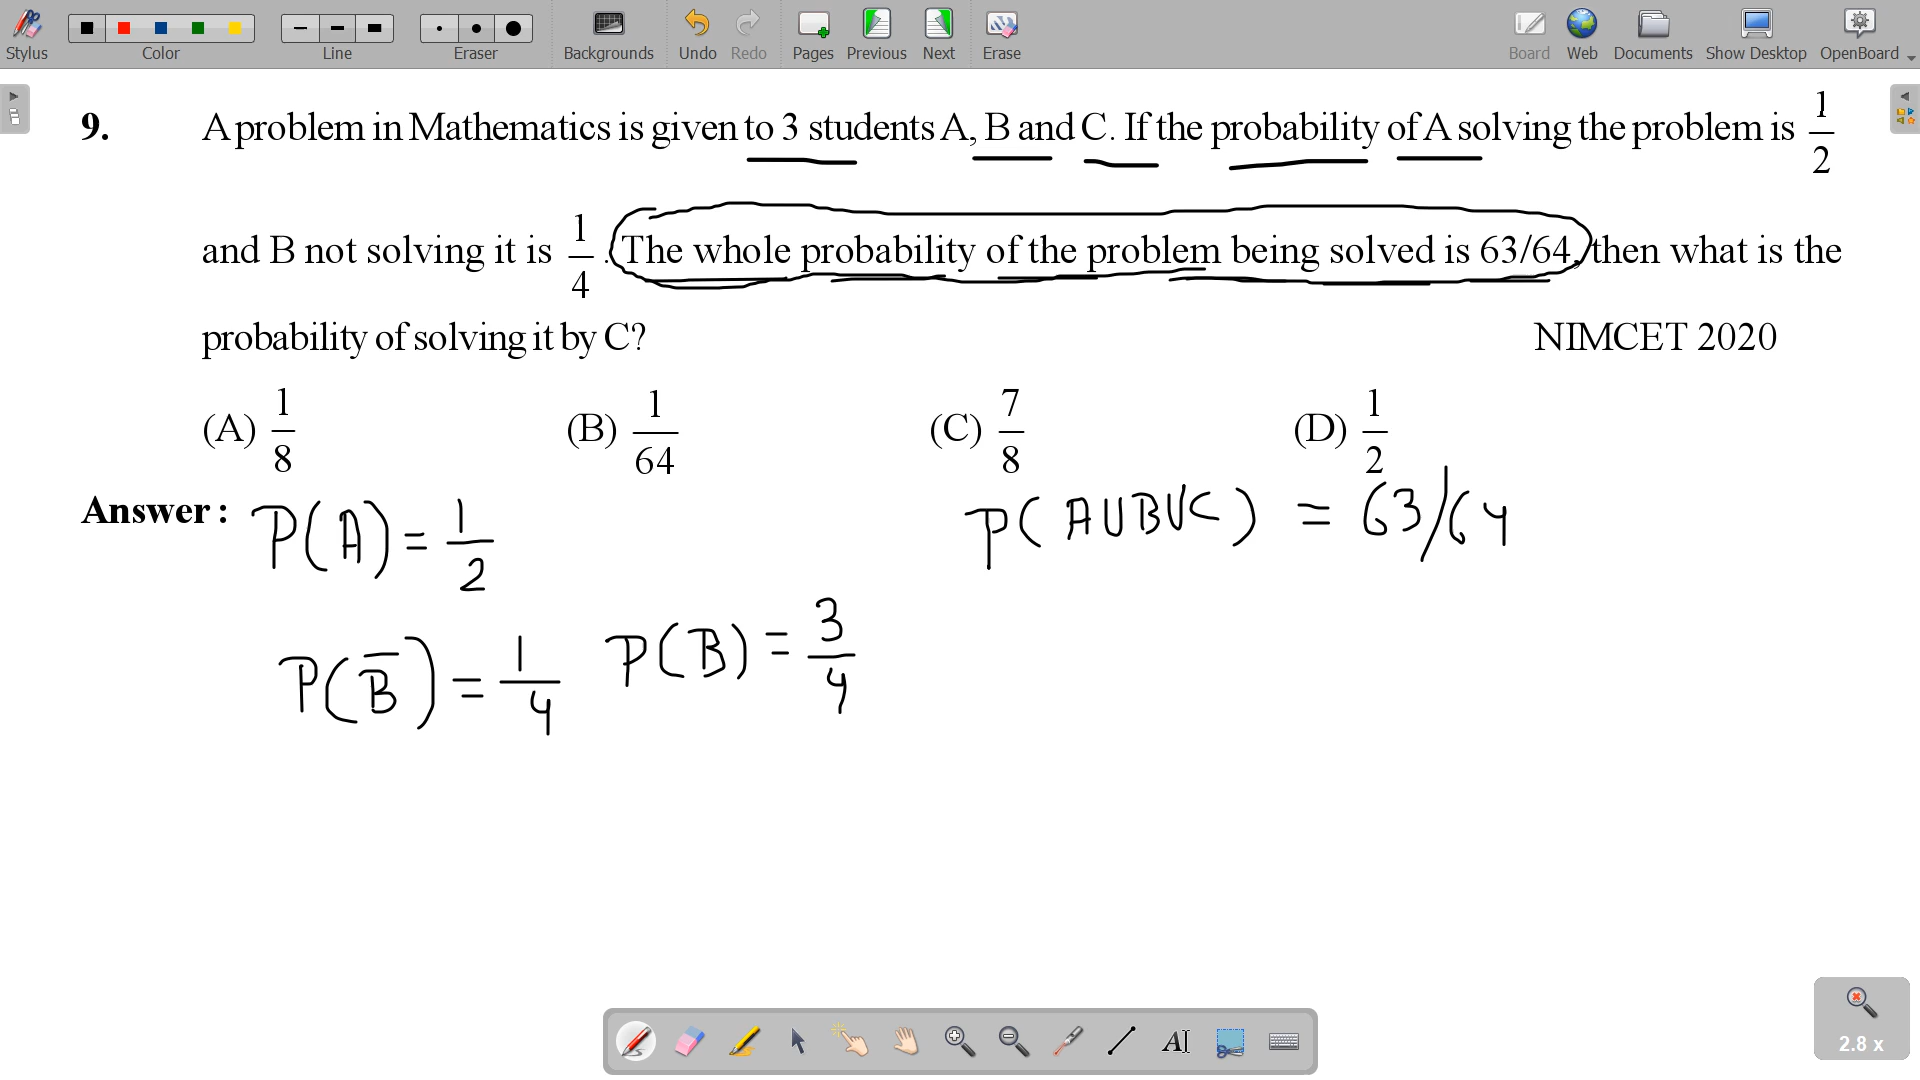 Stylus Color Line Eraser Backgrounds Undo Redo Pages Previous Next Erase Board Web Documents Show Desktop OpenBoard
9. A problem in Mathematics is given to 3 students A, B and C. If the probability of A solving the problem is 1/2
and B not solving it is 1/4. The whole probability of the problem being solved is 63/64, then what is the
probability of solving it by C? NIMCET 2020
(A) 1/8 (B) 1/64 (C) 7/8 (D) 1/2
Answer : P(A) = 1/2 P(A∪B∪C) = 63/64
P(B̅) = 1/4 P(B) = 3/4
2.8 x